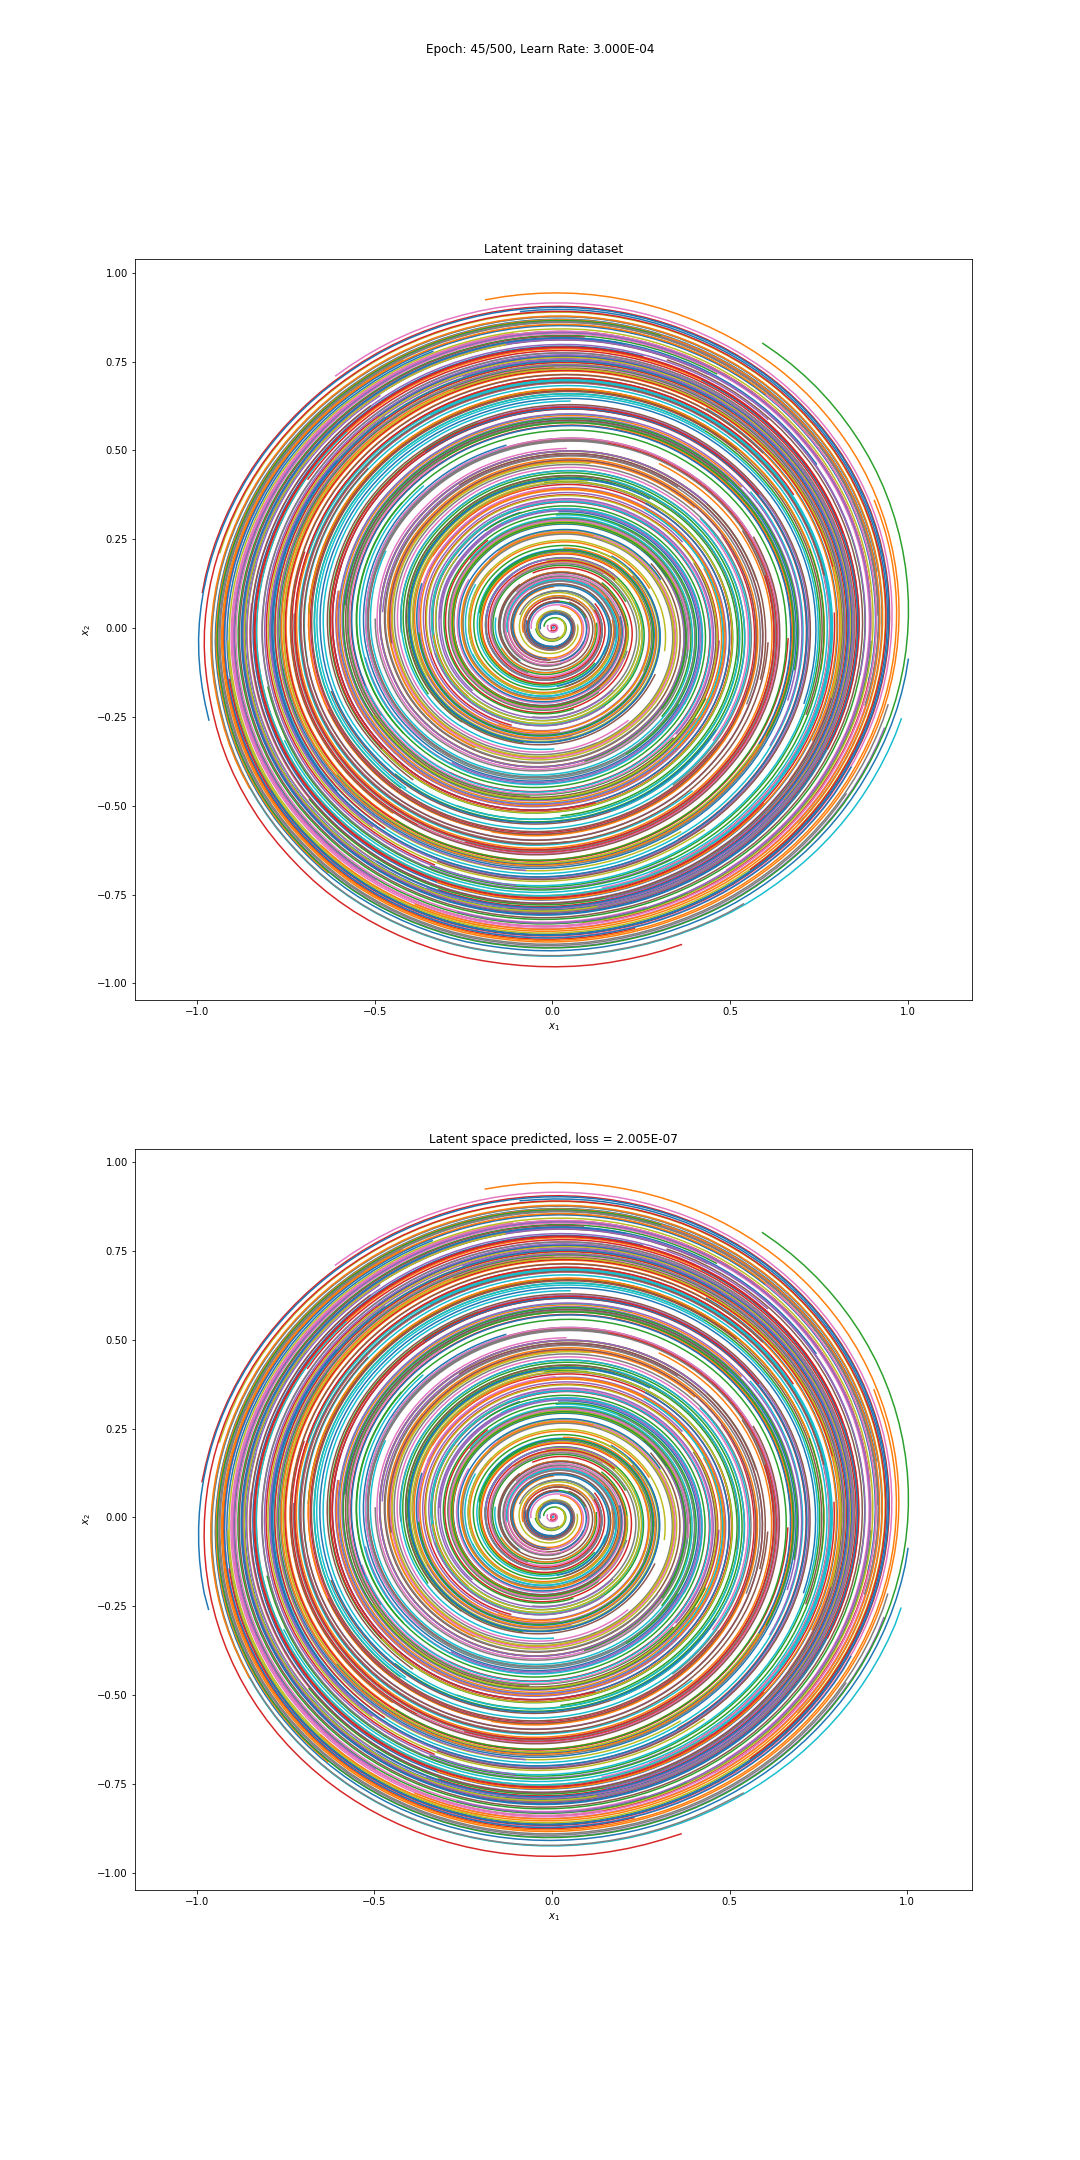 Epoch: 45/500, Learn Rate: 3.000E-04
Latent training dataset
1.00
0.75
0.50
0.25
0.00
−0.25
−0.50
−0.75
−1.00
x₂
−1.0 −0.5 0.0 0.5 1.0
x₁
Latent space predicted, loss = 2.005E-07
1.00
0.75
0.50
0.25
0.00
−0.25
−0.50
−0.75
−1.00
x₂
−1.0 −0.5 0.0 0.5 1.0
x₁